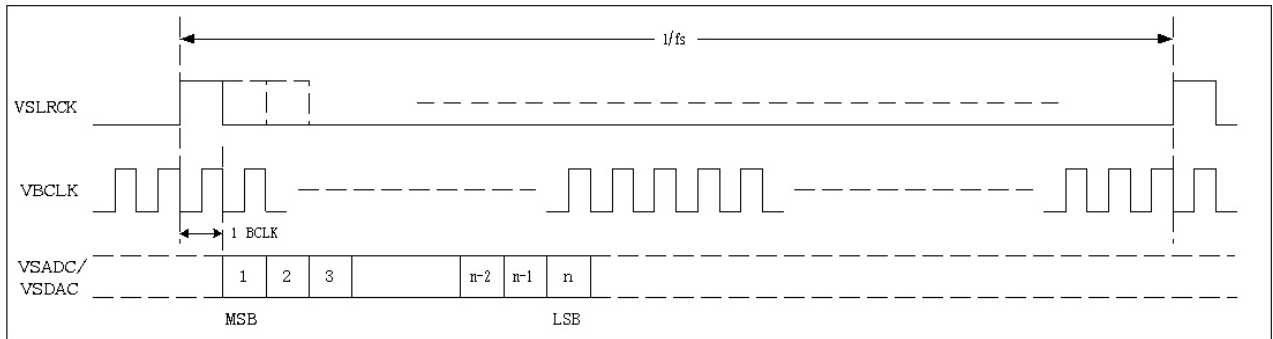 1/fs
VSLRCK
VBCLK
1 BCLK
VSADC/
VSDAC
1 2 3 n-2 n-1 n
MSB LSB